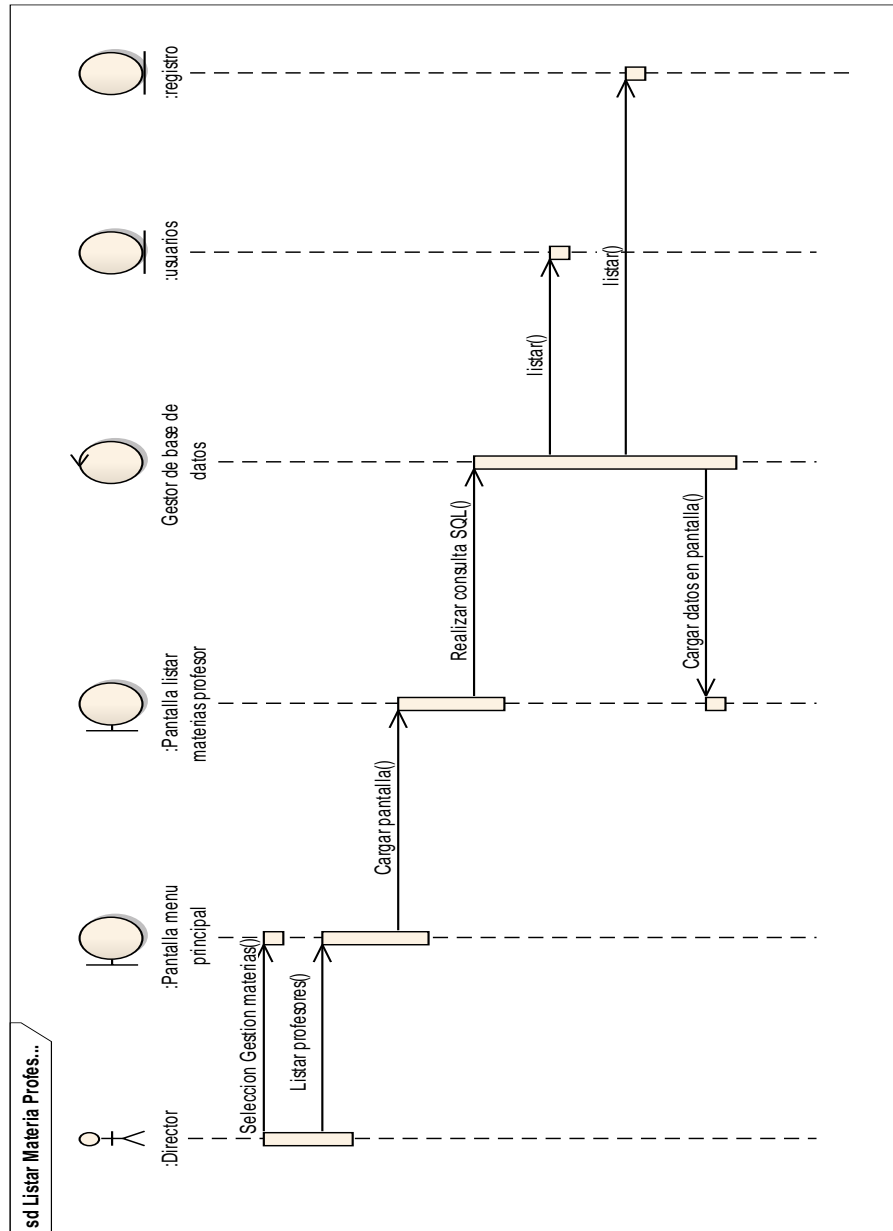 sd Listar Materia Profes...
:Director
:Pantalla menu
principal
:Pantalla listar
materias profesor
Gestor de base de
datos
:usuarios
:registro
Seleccion Gestion materias()
Listar profesores()
Cargar pantalla()
Realizar consulta SQL()
listar()
listar()
Cargar datos en pantalla()